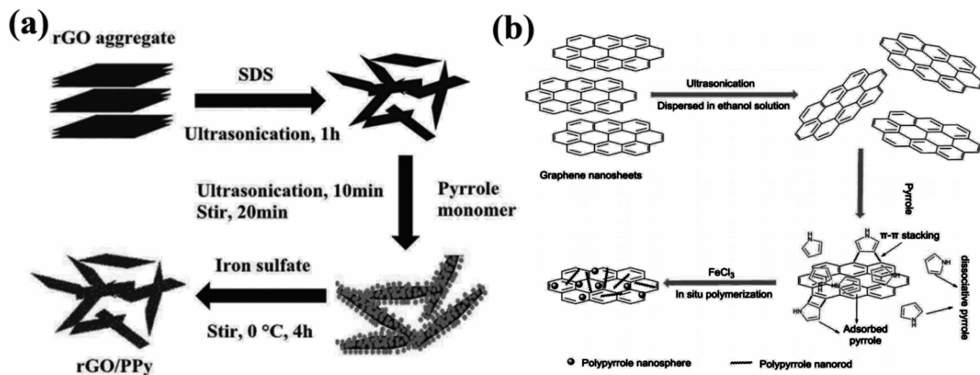 (a)
rGO aggregate
SDS
Ultrasonication, 1h
Ultrasonication, 10min
Stir, 20min
Pyrrole
monomer
Iron sulfate
Stir, 0 °C, 4h
rGO/PPy
(b)
Ultrasonication
Dispersed in ethanol solution
Graphene nanosheets
Pyrrole
π-π stacking
dissociative pyrrole
FeCl3
In situ polymerization
Adsorbed
pyrrole
Polypyrrole nanosphere
Polypyrrole nanorod